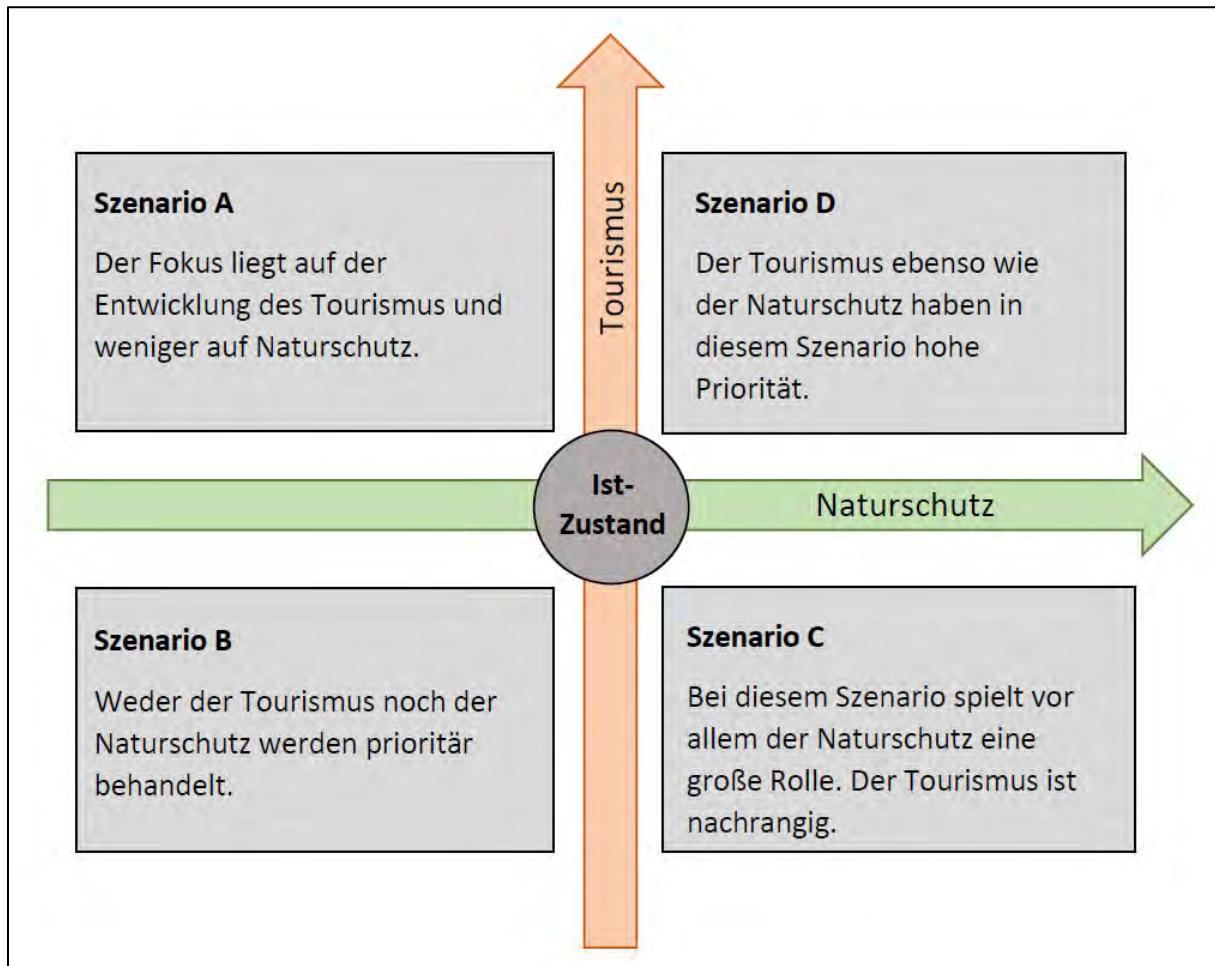 Szenario A
Der Fokus liegt auf der
Entwicklung des Tourismus und
weniger auf Naturschutz.
Tourismus
Szenario D
Der Tourismus ebenso wie
der Naturschutz haben in
diesem Szenario hohe
Priorität.
Ist-
Zustand
Naturschutz
Szenario B
Weder der Tourismus noch der
Naturschutz werden prioritär
behandelt.
Szenario C
Bei diesem Szenario spielt vor
allem der Naturschutz eine
große Rolle. Der Tourismus ist
nachrangig.